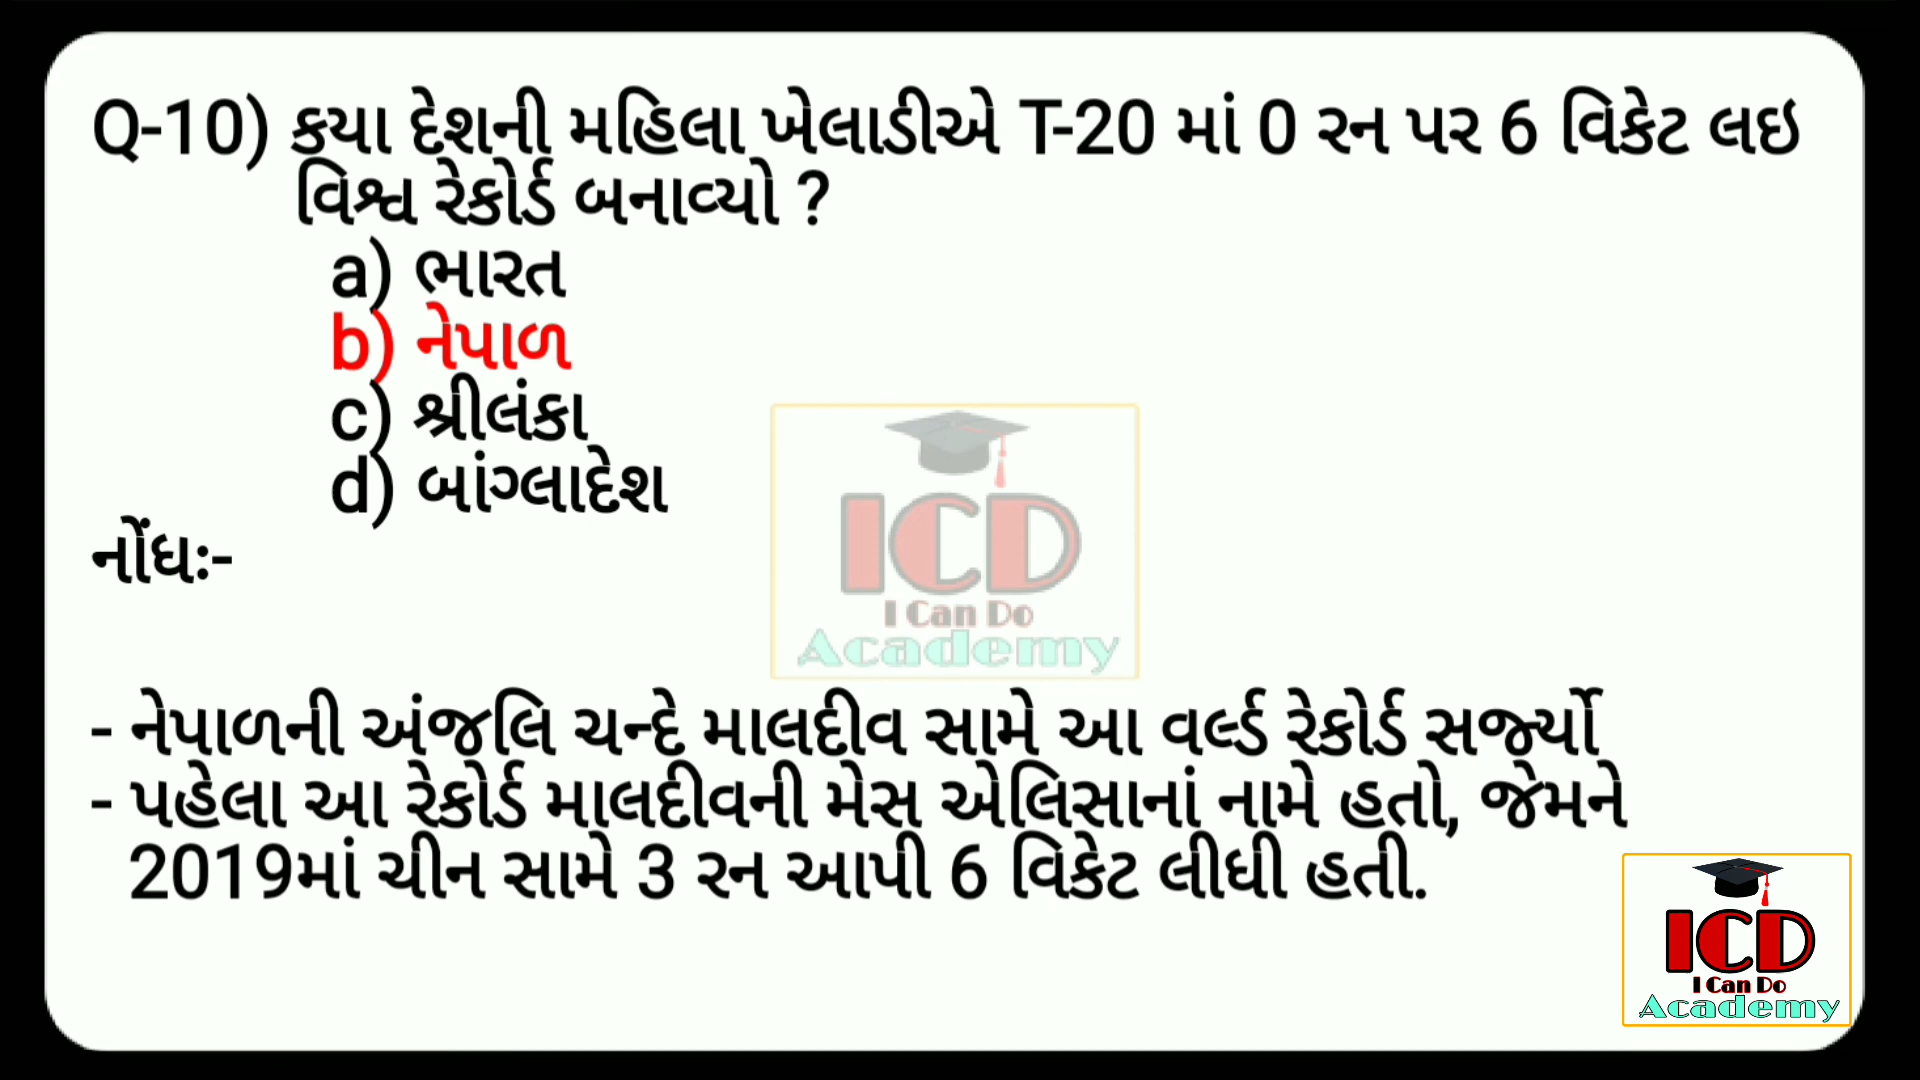 Q-10) કયા દેશની મહિલા ખેલાડીએ T-20 માં 0 રન પર 6 વિકેટ લઇ
વિશ્વ રેકોર્ડ બનાવ્યો ?
a) ભારત
b) નેપાળ
c) શ્રીલંકા
d) બાંગ્લાદેશ
નોંધઃ-
ICD
I Can Do
Academy
- નેપાળની અંજલિ ચન્દે માલદીવ સામે આ વર્લ્ડ રેકોર્ડ સર્જ્યો
- પહેલા આ રેકોર્ડ માલદીવની મેસ એલિસાનાં નામે હતો, જેમને
2019માં ચીન સામે 3 રન આપી 6 વિકેટ લીધી હતી.
ICD
I Can Do
Academy